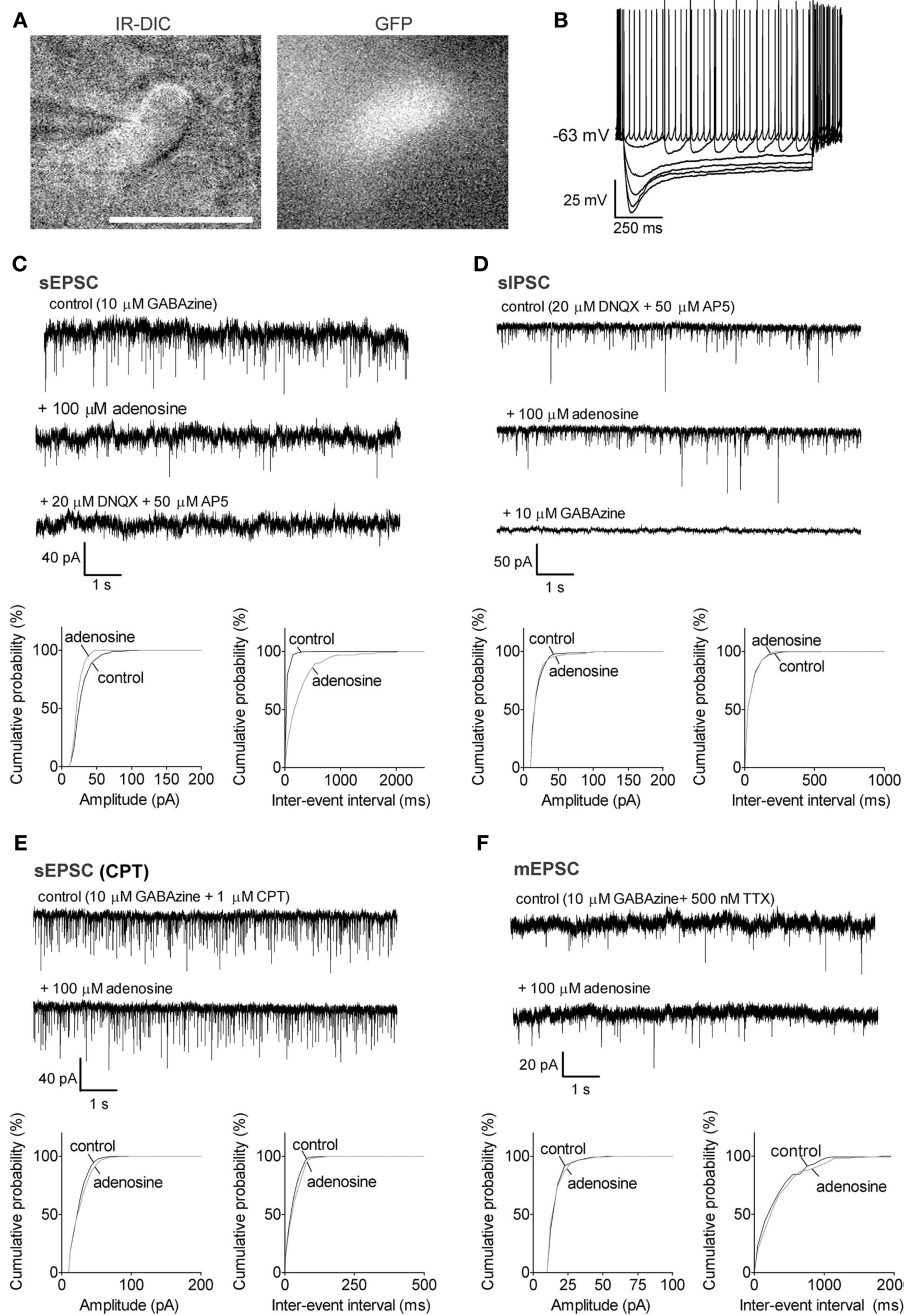 A
IR-DIC
GFP
B
-63 mV
25 mV
250 ms
C
sEPSC
control (10 μM GABAzine)
+ 100 μM adenosine
+ 20 μM DNQX + 50 μM AP5
40 pA
1 s
Cumulative probability (%)
100
50
0
adenosine
control
0 50 100 150 200
Amplitude (pA)
Cumulative probability (%)
100
50
0
control
adenosine
0 1000 2000
Inter-event interval (ms)
D
sIPSC
control (20 μM DNQX + 50 μM AP5)
+ 100 μM adenosine
+ 10 μM GABAzine
50 pA
1 s
Cumulative probability (%)
100
50
0
control
adenosine
0 50 100 150 200
Amplitude (pA)
Cumulative probability (%)
100
50
0
adenosine
control
0 500 1000
Inter-event interval (ms)
E
sEPSC (CPT)
control (10 μM GABAzine + 1 μM CPT)
+ 100 μM adenosine
40 pA
1 s
Cumulative probability (%)
100
50
0
control
adenosine
0 50 100 150 200
Amplitude (pA)
Cumulative probability (%)
100
50
0
control
adenosine
0 250 500
Inter-event interval (ms)
F
mEPSC
control (10 μM GABAzine+ 500 nM TTX)
+ 100 μM adenosine
20 pA
1 s
Cumulative probability (%)
100
50
0
control
adenosine
0 25 50 75 100
Amplitude (pA)
Cumulative probability (%)
100
50
0
control
adenosine
0 1000 2000
Inter-event interval (ms)